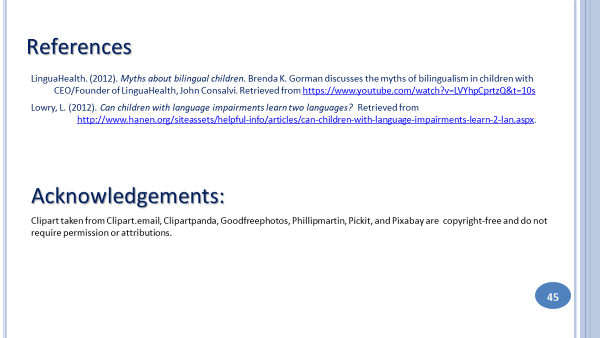 References
LinguaHealth. (2012). Myths about bilingual children. Brenda K. Gorman discusses the myths of bilingualism in children with
CEO/Founder of LinguaHealth, John Consalvi. Retrieved from https://www.youtube.com/watch?v=LVYhpCprtzQ&t=10s
Lowry, L. (2012). Can children with language impairments learn two languages? Retrieved from
http://www.hanen.org/siteassets/helpful-info/articles/can-children-with-language-impairments-learn-2-lan.aspx.
Acknowledgements:
Clipart taken from Clipart.email, Clipartpanda, Goodfreephotos, Phillipmartin, Pickit, and Pixabay are copyright-free and do not
require permission or attributions.
45